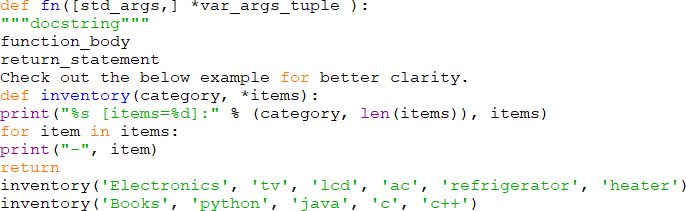 def fn([std_args,] *var_args_tuple ):
"""docstring"""
function_body
return_statement
Check out the below example for better clarity.
def inventory(category, *items):
print("%s [items=%d]:" % (category, len(items)), items)
for item in items:
print("-", item)
return
inventory('Electronics', 'tv', 'lcd', 'ac', 'refrigerator', 'heater')
inventory('Books', 'python', 'java', 'c', 'c++')